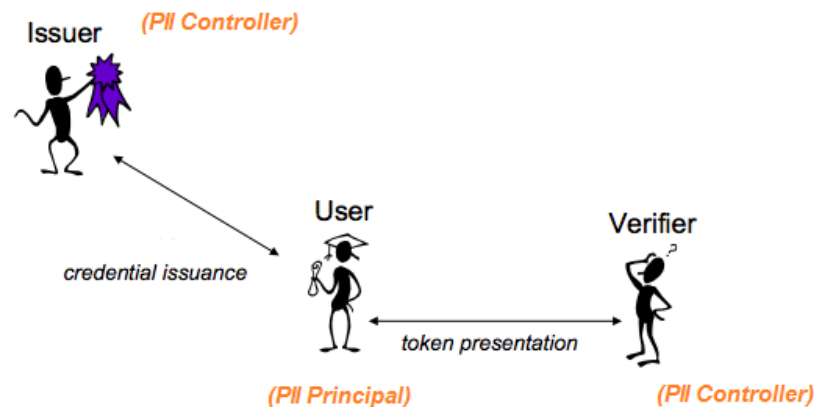 Issuer
(PII Controller)
User
Verifier
?
credential issuance
token presentation
(PII Principal)
(PII Controller)